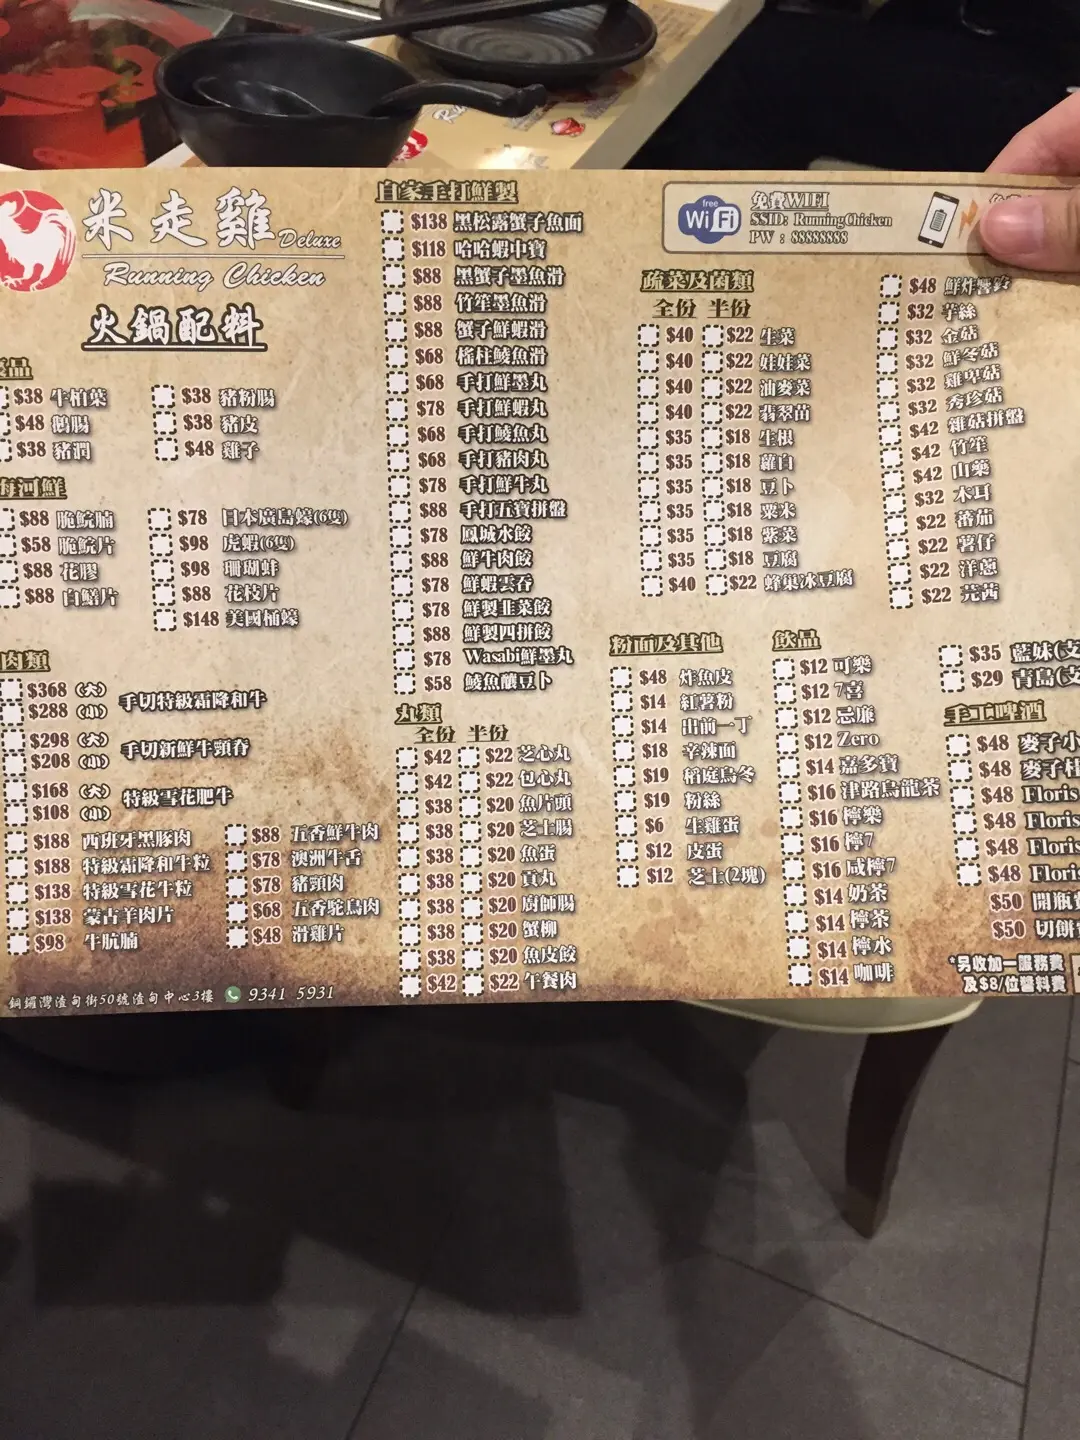 米走雞 Deluxe
Running Chicken
火鍋配料
$38 牛柏葉
$48 鵝腸
$38 豬潤
$38 豬粉腸
$38 豬皮
$48 雞子
海河鮮
$88 脆鯇腩
$58 脆鯇片
$88 花膠
$88 白鱔片
$78 日本廣島蠔(6隻)
$98 虎蝦(6隻)
$98 珊瑚蚌
$88 花枝片
$148 美國桶蠔
肉類
$368 (大)
$288 (小)
手切特級霜降和牛
$298 (大)
$208 (小)
手切新鮮牛頸脊
$168 (大)
$108 (小)
特級雪花肥牛
$188 西班牙黑豚肉
$188 特級霜降和牛粒
$138 特級雪花牛粒
$138 蒙古羊肉片
$98 牛㕩腩
$88 五香鮮牛肉
$78 澳洲牛舌
$78 豬頸肉
$68 五香鴕鳥肉
$48 滑雞片
銅鑼灣渣甸街50號渣甸中心3樓 9341 5931
自家手打鮮製
$138 黑松露蟹子魚面
$118 哈哈蝦中寶
$88 黑蟹子墨魚滑
$88 竹笙墨魚滑
$88 蟹子鮮蝦滑
$68 瑤柱鯪魚滑
$68 手打鮮墨丸
$78 手打鮮蝦丸
$68 手打鯪魚丸
$68 手打豬肉丸
$78 手打鮮牛丸
$88 手打五寶拼盤
$78 鳳城水餃
$88 鮮牛肉餃
$78 鮮蝦雲吞
$78 鮮製韭菜餃
$88 鮮製四拼餃
$78 Wasabi鮮墨丸
$58 鯪魚釀豆卜
丸類
全份 半份
$42 $22 芝心丸
$42 $22 包心丸
$38 $20 魚片頭
$38 $20 芝士腸
$38 $20 魚蛋
$38 $20 貢丸
$38 $20 廚師腸
$38 $20 蟹柳
$38 $20 魚皮餃
$42 $22 午餐肉
free WiFi
免費WIFI
SSID: RunningChicken
PW : 88888888
蔬菜及菌類
全份 半份
$40 $22 生菜
$40 $22 娃娃菜
$40 $22 油麥菜
$40 $22 翡翠苗
$35 $18 生根
$35 $18 蘿白
$35 $18 豆卜
$35 $18 粟米
$35 $18 紫菜
$35 $18 豆腐
$40 $22 蜂巢冰豆腐
$48 鮮炸響鈴
$32 芋絲
$32 金菇
$32 鮮冬菇
$32 雞髀菇
$32 秀珍菇
$42 雜菇拼盤
$42 竹笙
$42 山藥
$32 木耳
$22 蕃茄
$22 薯仔
$22 洋蔥
$22 芫茜
粉面及其他
$48 炸魚皮
$14 紅薯粉
$14 出前一丁
$18 辛辣面
$19 稻庭烏冬
$19 粉絲
$6 生雞蛋
$12 皮蛋
$12 芝士(2塊)
飲品
$12 可樂
$12 7喜
$12 忌廉
$12 Zero
$14 嘉多寶
$16 津路烏龍茶
$16 檸樂
$16 檸7
$16 咸檸7
$14 奶茶
$14 檸茶
$14 檸水
$14 咖啡
$35 藍妹(支
$29 青島(支
手工啤酒
$48 麥子小
$48 麥子杜
$48 Floris
$48 Floris
$48 Floris
$48 Floris
$50 開瓶費
$50 切餅費
*另收加一服務費
及$8/位醬料費